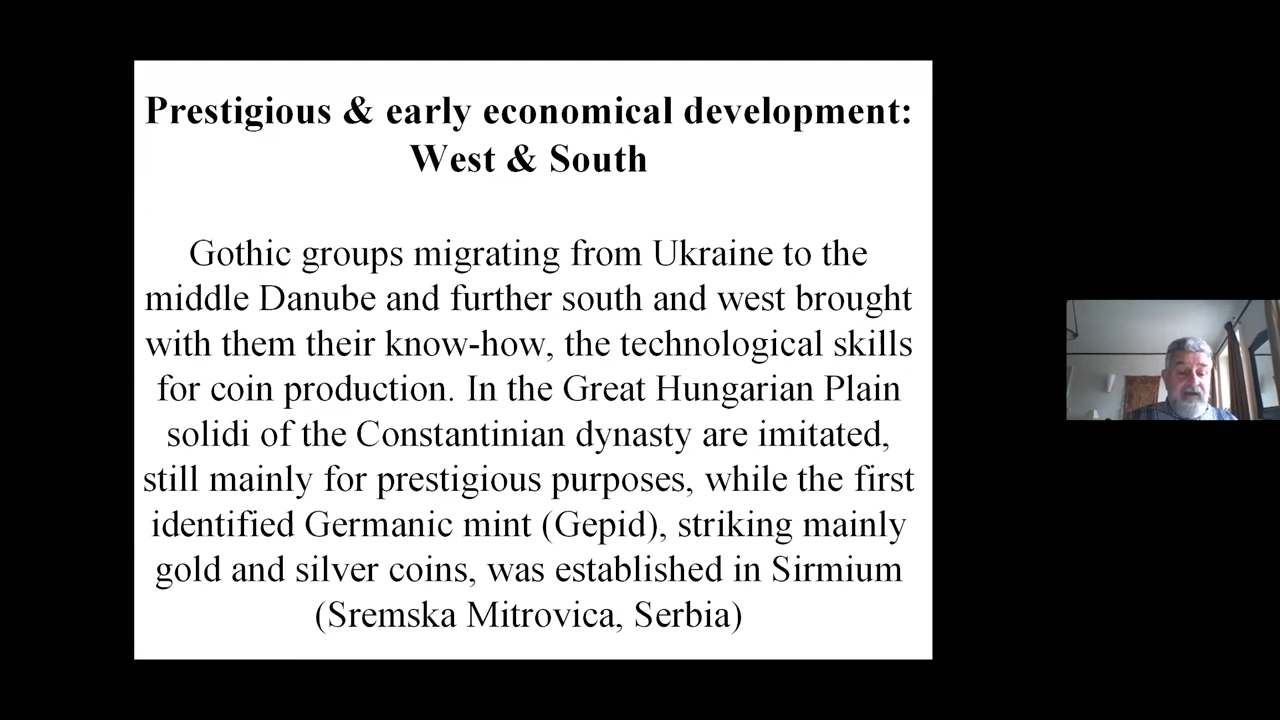 Prestigious & early economical development:
West & South
Gothic groups migrating from Ukraine to the
middle Danube and further south and west brought
with them their know-how, the technological skills
for coin production. In the Great Hungarian Plain
solidi of the Constantinian dynasty are imitated,
still mainly for prestigious purposes, while the first
identified Germanic mint (Gepid), striking mainly
gold and silver coins, was established in Sirmium
(Sremska Mitrovica, Serbia)